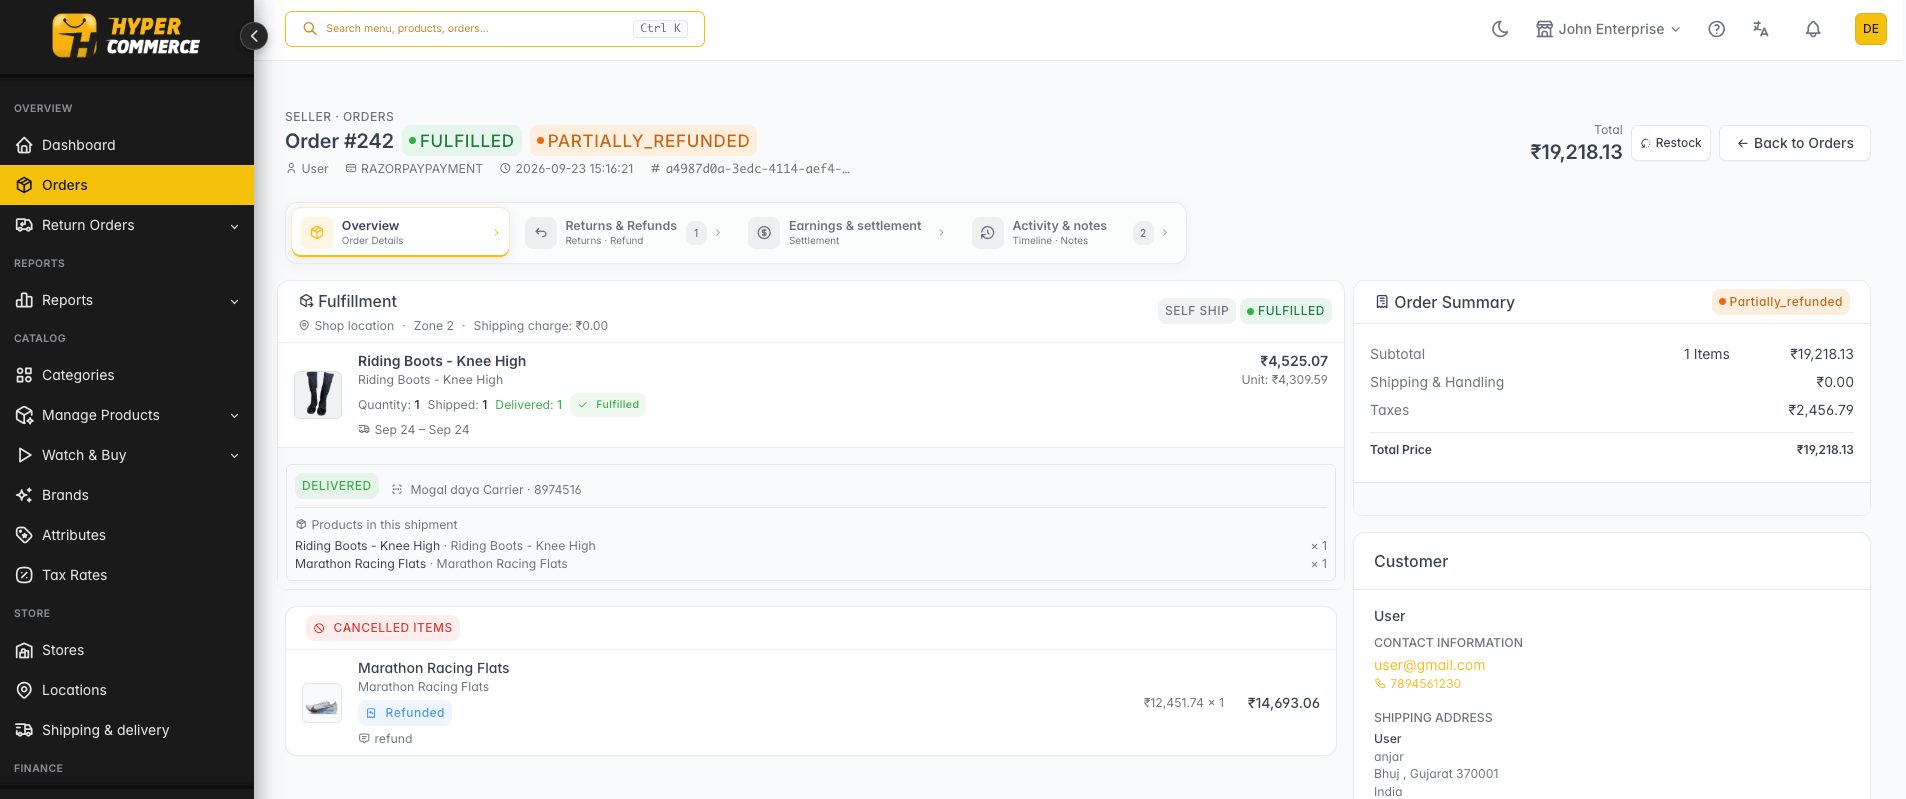 HYPER
COMMERCE
Search menu, products, orders...
Ctrl K
John Enterprise
DE
OVERVIEW
Dashboard
Orders
Return Orders
REPORTS
Reports
CATALOG
Categories
Manage Products
Watch & Buy
Brands
Attributes
Tax Rates
STORE
Stores
Locations
Shipping & delivery
FINANCE
SELLER · ORDERS
Order #242 FULFILLED PARTIALLY_REFUNDED
User RAZORPAYPAYMENT 2026-09-23 15:16:21 # a4987d0a-3edc-4114-aef4-…
Total
₹19,218.13
Restock
← Back to Orders
Overview
Order Details
Returns & Refunds
Returns · Refund
1
Earnings & settlement
Settlement
Activity & notes
Timeline · Notes
2
Fulfillment
Shop location · Zone 2 · Shipping charge: ₹0.00
SELF SHIP FULFILLED
Riding Boots - Knee High ₹4,525.07
Riding Boots - Knee High Unit: ₹4,309.59
Quantity: 1 Shipped: 1 Delivered: 1 Fulfilled
Sep 24 – Sep 24
DELIVERED Mogal daya Carrier · 8974516
Products in this shipment
Riding Boots - Knee High · Riding Boots - Knee High × 1
Marathon Racing Flats · Marathon Racing Flats × 1
CANCELLED ITEMS
Marathon Racing Flats
Marathon Racing Flats
₹12,451.74 × 1 ₹14,693.06
Refunded
refund
Order Summary Partially_refunded
Subtotal 1 Items ₹19,218.13
Shipping & Handling ₹0.00
Taxes ₹2,456.79
Total Price ₹19,218.13
Customer
User
CONTACT INFORMATION
user@gmail.com
7894561230
SHIPPING ADDRESS
User
anjar
Bhuj , Gujarat 370001
India